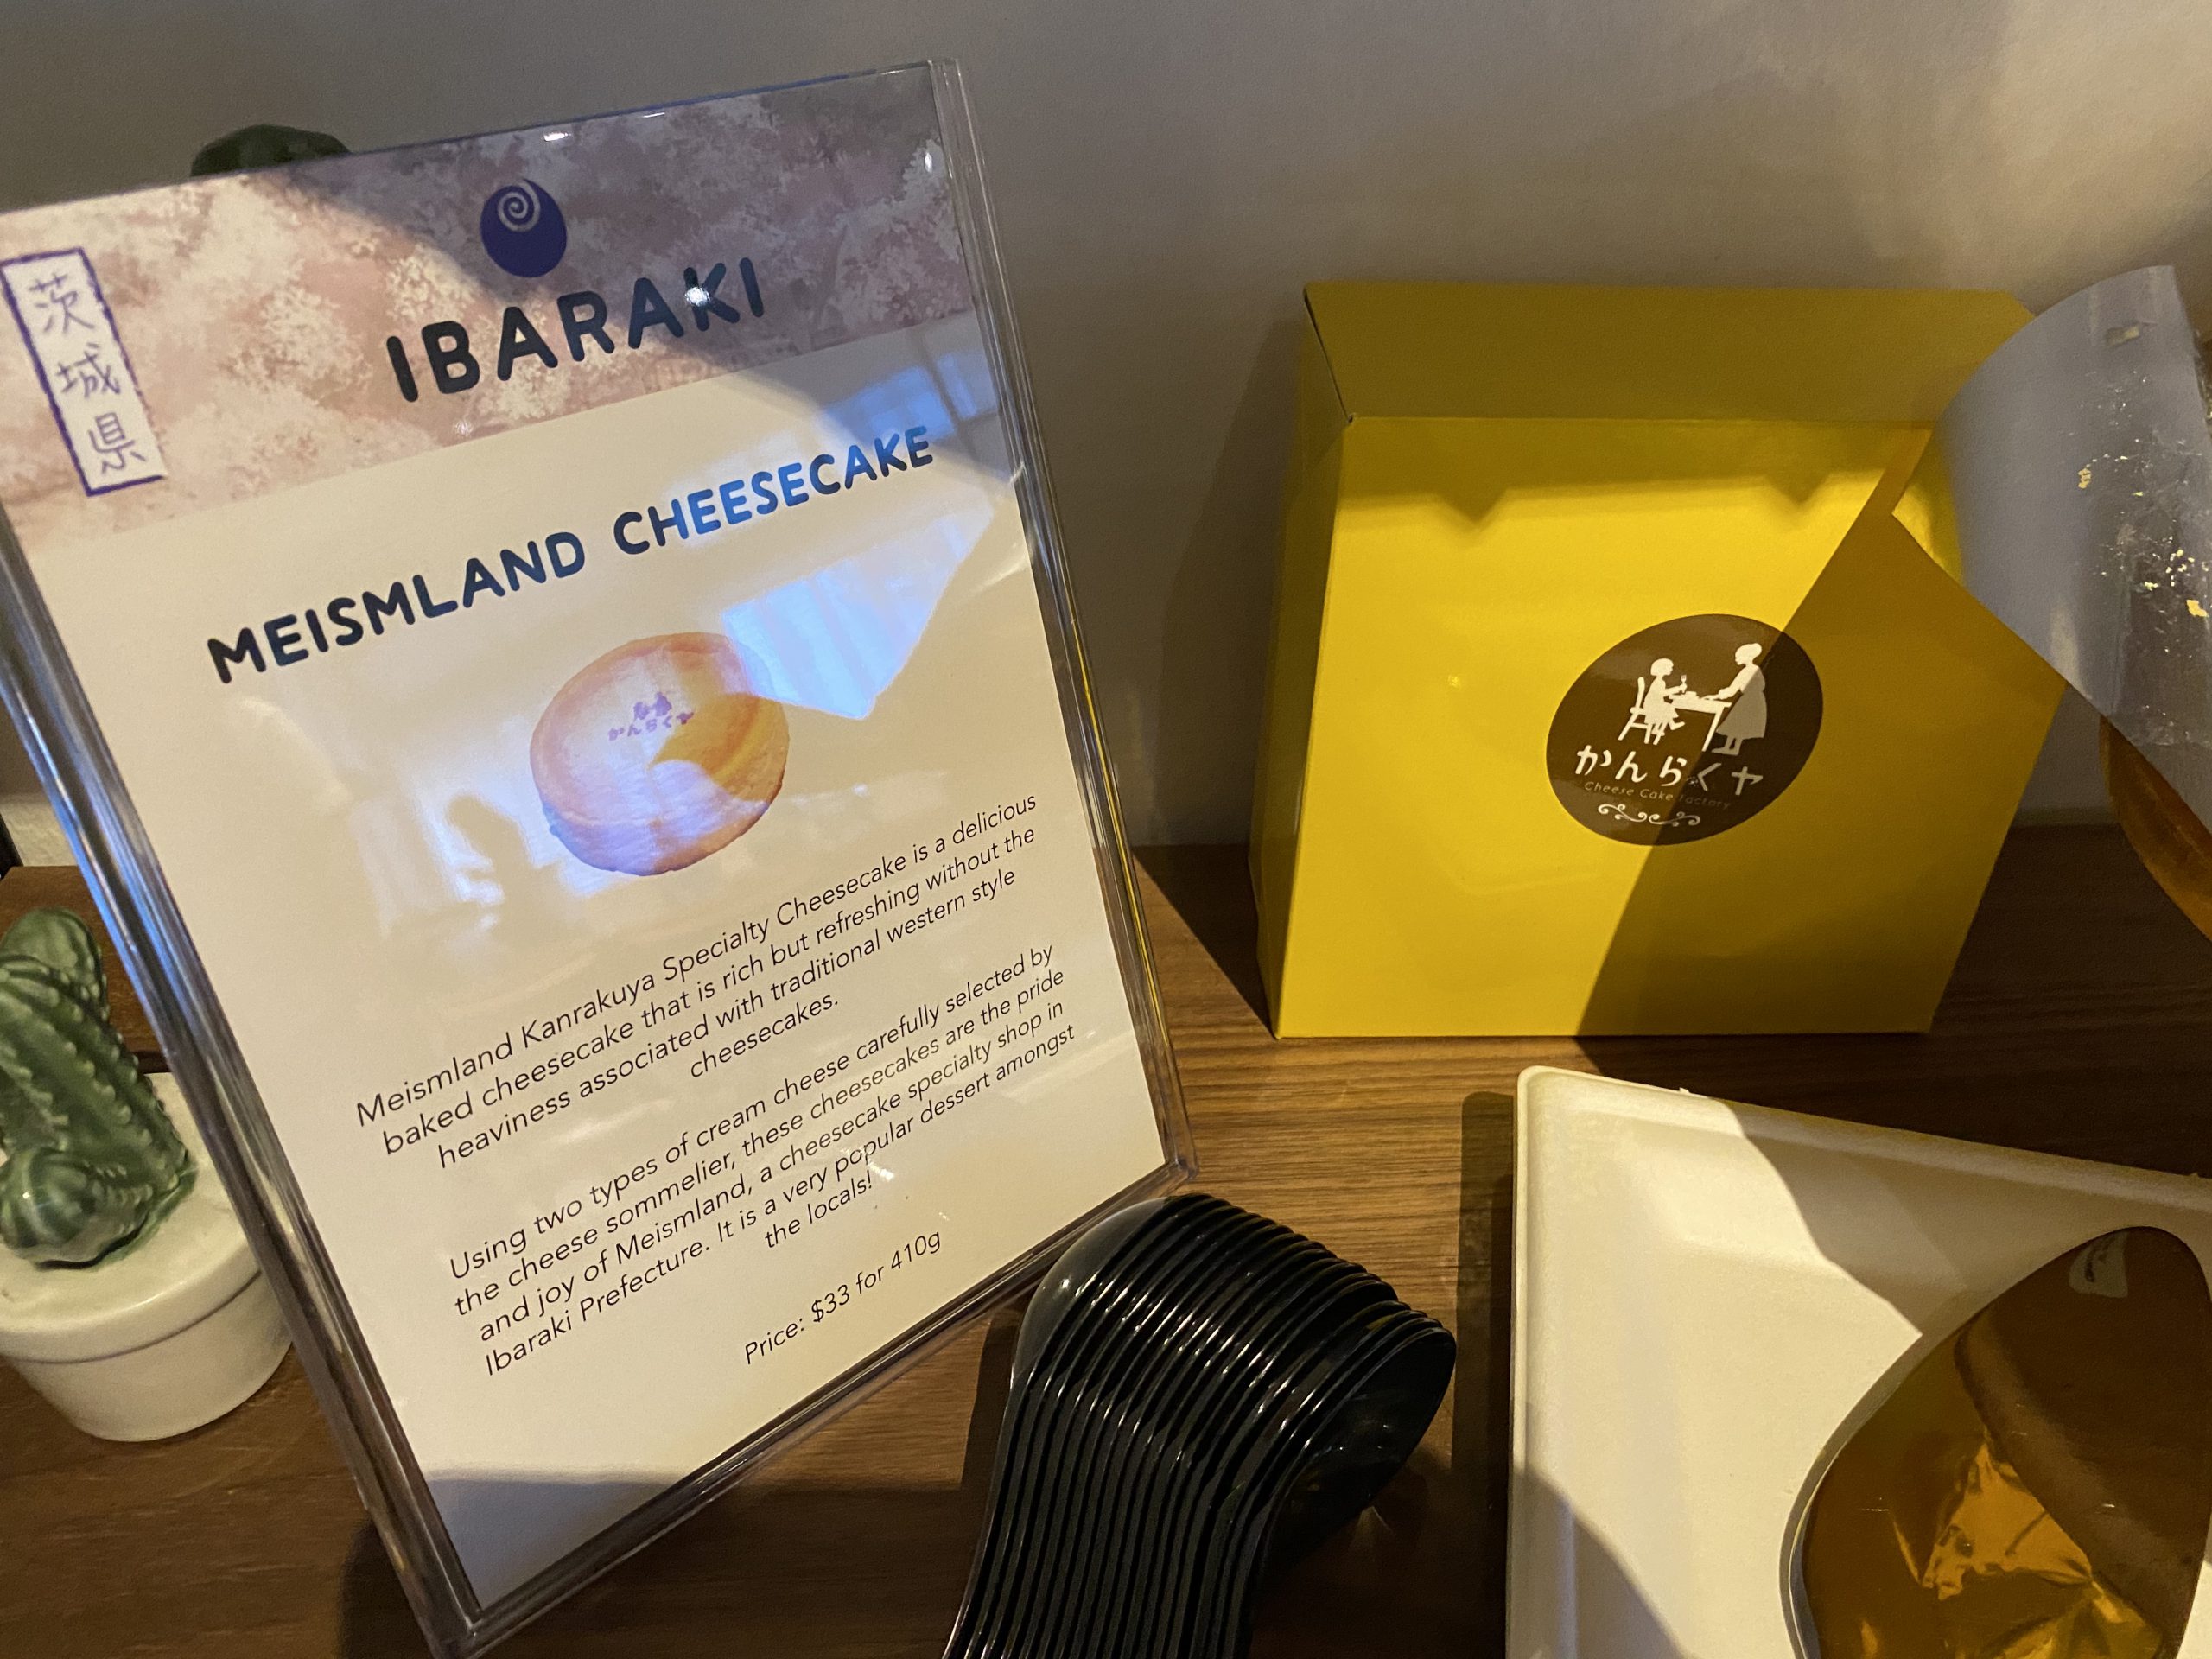 茨城県
IBARAKI
MEISMLAND CHEESECAKE
かんらくヤ
Meismland Kanrakuya Specialty Cheesecake is a delicious
baked cheesecake that is rich but refreshing without the
heaviness associated with traditional western style
cheesecakes.
Using two types of cream cheese carefully selected by
the cheese sommelier, these cheesecakes are the pride
and joy of Meismland, a cheesecake specialty shop in
Ibaraki Prefecture. It is a very popular dessert amongst
the locals!
Price: $33 for 410g
かんらくヤ
Cheese Cake Factory